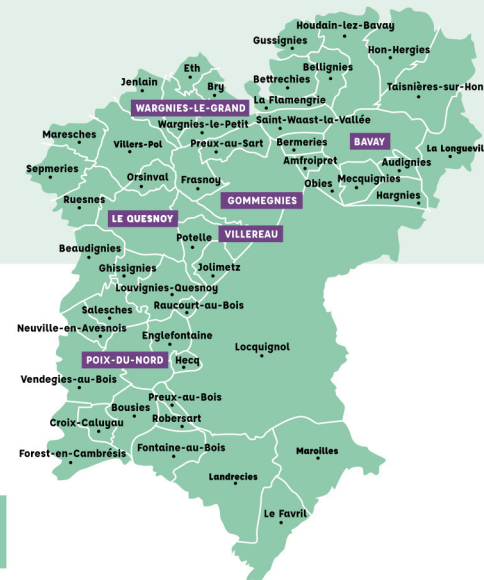 Houdain-lez-Bavay
Gussignies
Hon-Hergies
Eth
Bellignies
Jenlain
Bry
Bettrechies
Taisnières-sur-Hon
WARGNIES-LE-GRAND
La Flamengrie
Wargnies-le-Petit
Saint-Waast-la-Vallée
Maresches
Villers-Pol
Preux-au-Sart
Bermeries
BAVAY
La Longuevil
Sepmeries
Amfroipret
Audignies
Orsinval
Frasnoy
Obies
Mecquignies
Hargnies
Ruesnes
GOMMEGNIES
LE QUESNOY
VILLEREAU
Potelle
Beaudignies
Ghissignies
Jolimetz
Louvignies-Quesnoy
Raucourt-au-Bois
Salesches
Neuville-en-Avesnois
Englefontaine
Locquignol
POIX-DU-NORD
Hecq
Vendegies-au-Bois
Preux-au-Bois
Bousies
Robersart
Croix-Caluyau
Forest-en-Cambrésis
Fontaine-au-Bois
Maroilles
Landrecies
Le Favril